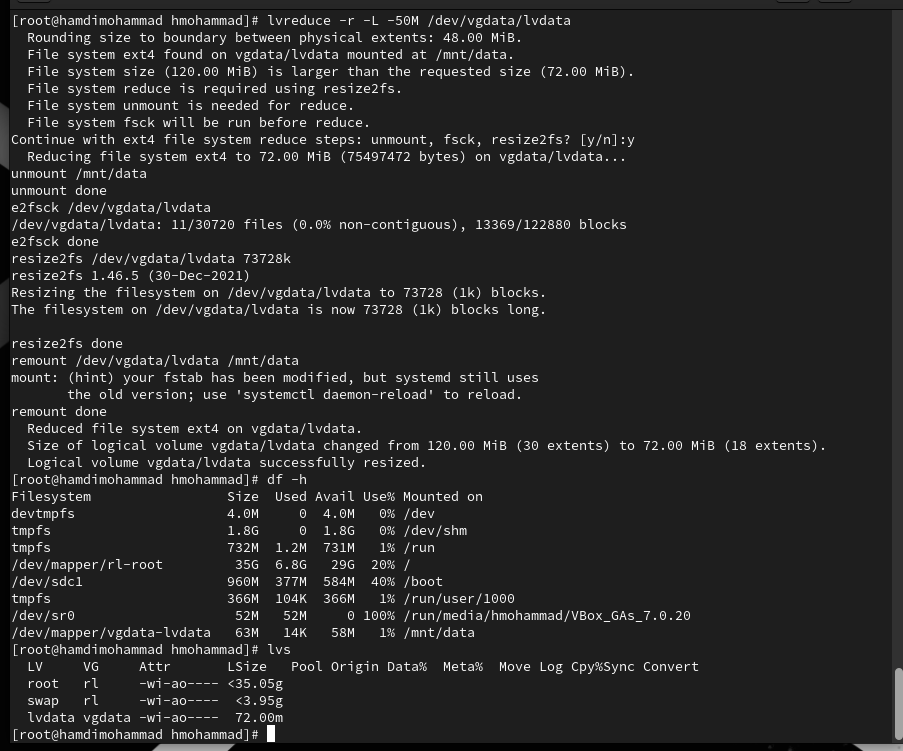 [root@hamdimohammad hmohammad]# lvreduce -r -L -50M /dev/vgdata/lvdata
  Rounding size to boundary between physical extents: 48.00 MiB.
  File system ext4 found on vgdata/lvdata mounted at /mnt/data.
  File system size (120.00 MiB) is larger than the requested size (72.00 MiB).
  File system reduce is required using resize2fs.
  File system unmount is needed for reduce.
  File system fsck will be run before reduce.
Continue with ext4 file system reduce steps: unmount, fsck, resize2fs? [y/n]:y
  Reducing file system ext4 to 72.00 MiB (75497472 bytes) on vgdata/lvdata...
unmount /mnt/data
unmount done
e2fsck /dev/vgdata/lvdata
/dev/vgdata/lvdata: 11/30720 files (0.0% non-contiguous), 13369/122880 blocks
e2fsck done
resize2fs /dev/vgdata/lvdata 73728k
resize2fs 1.46.5 (30-Dec-2021)
Resizing the filesystem on /dev/vgdata/lvdata to 73728 (1k) blocks.
The filesystem on /dev/vgdata/lvdata is now 73728 (1k) blocks long.

resize2fs done
remount /dev/vgdata/lvdata /mnt/data
mount: (hint) your fstab has been modified, but systemd still uses
       the old version; use 'systemctl daemon-reload' to reload.
remount done
  Reduced file system ext4 on vgdata/lvdata.
  Size of logical volume vgdata/lvdata changed from 120.00 MiB (30 extents) to 72.00 MiB (18 extents).
  Logical volume vgdata/lvdata successfully resized.
[root@hamdimohammad hmohammad]# df -h
Filesystem                 Size  Used Avail Use% Mounted on
devtmpfs                   4.0M     0  4.0M   0% /dev
tmpfs                      1.8G     0  1.8G   0% /dev/shm
tmpfs                      732M  1.2M  731M   1% /run
/dev/mapper/rl-root         35G  6.8G   29G  20% /
/dev/sdc1                  960M  377M  584M  40% /boot
tmpfs                      366M  104K  366M   1% /run/user/1000
/dev/sr0                    52M   52M     0 100% /run/media/hmohammad/VBox_GAs_7.0.20
/dev/mapper/vgdata-lvdata   63M   14K   58M   1% /mnt/data
[root@hamdimohammad hmohammad]# lvs
  LV     VG     Attr       LSize   Pool Origin Data%  Meta%  Move Log Cpy%Sync Convert
  root   rl     -wi-ao---- <35.05g
  swap   rl     -wi-ao----  <3.95g
  lvdata vgdata -wi-ao----  72.00m
[root@hamdimohammad hmohammad]#